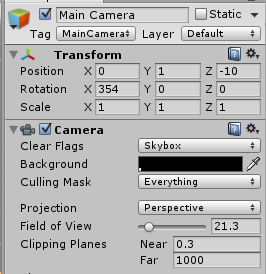 Main Camera Static
Tag MainCamera Layer Default
Transform
Position X 0 Y 1 Z -10
Rotation X 354 Y 0 Z 0
Scale X 1 Y 1 Z 1
Camera
Clear Flags Skybox
Background
Culling Mask Everything
Projection Perspective
Field of View 21.3
Clipping Planes Near 0.3
Far 1000